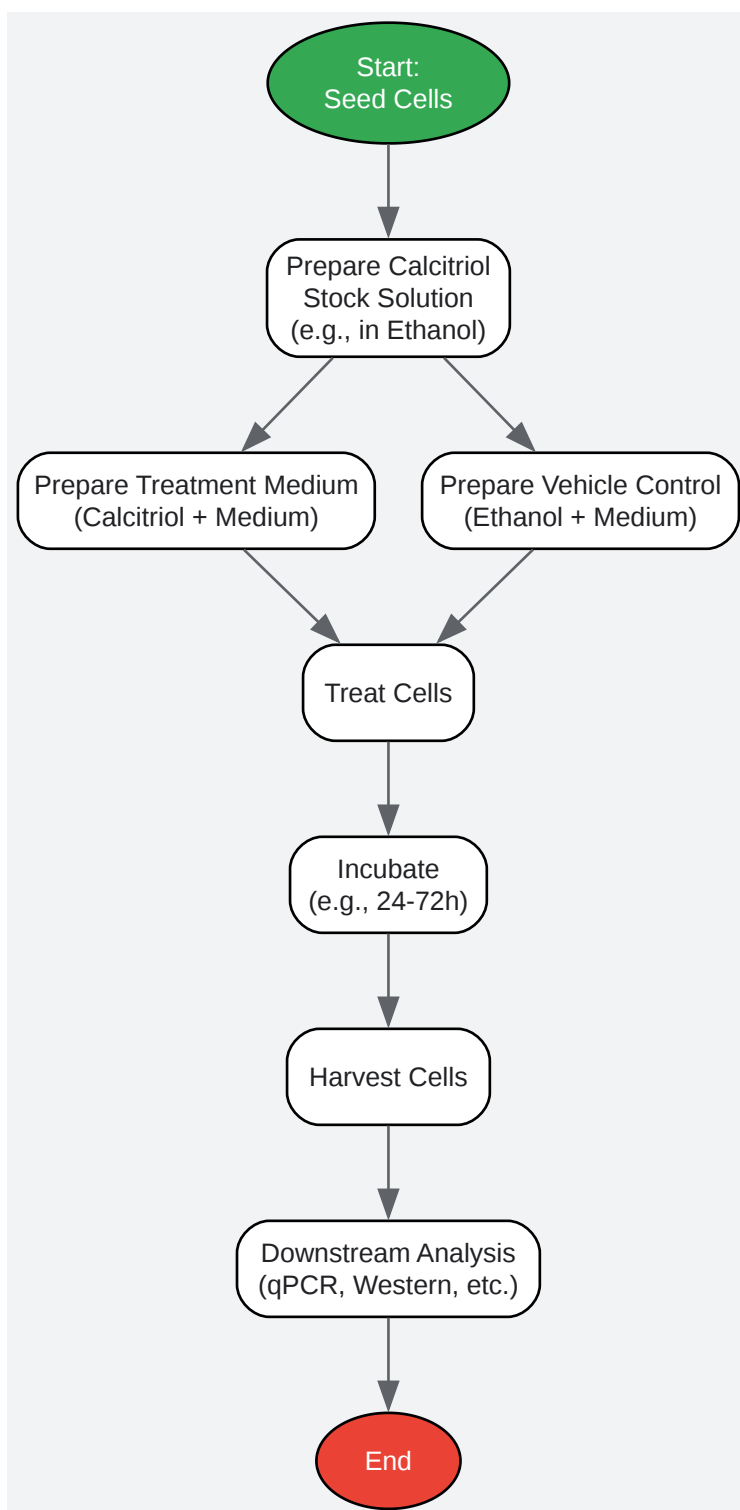 Start:
Seed Cells
Prepare Calcitriol
Stock Solution
(e.g., in Ethanol)
Prepare Treatment Medium
(Calcitriol + Medium)
Prepare Vehicle Control
(Ethanol + Medium)
Treat Cells
Incubate
(e.g., 24-72h)
Harvest Cells
Downstream Analysis
(qPCR, Western, etc.)
End